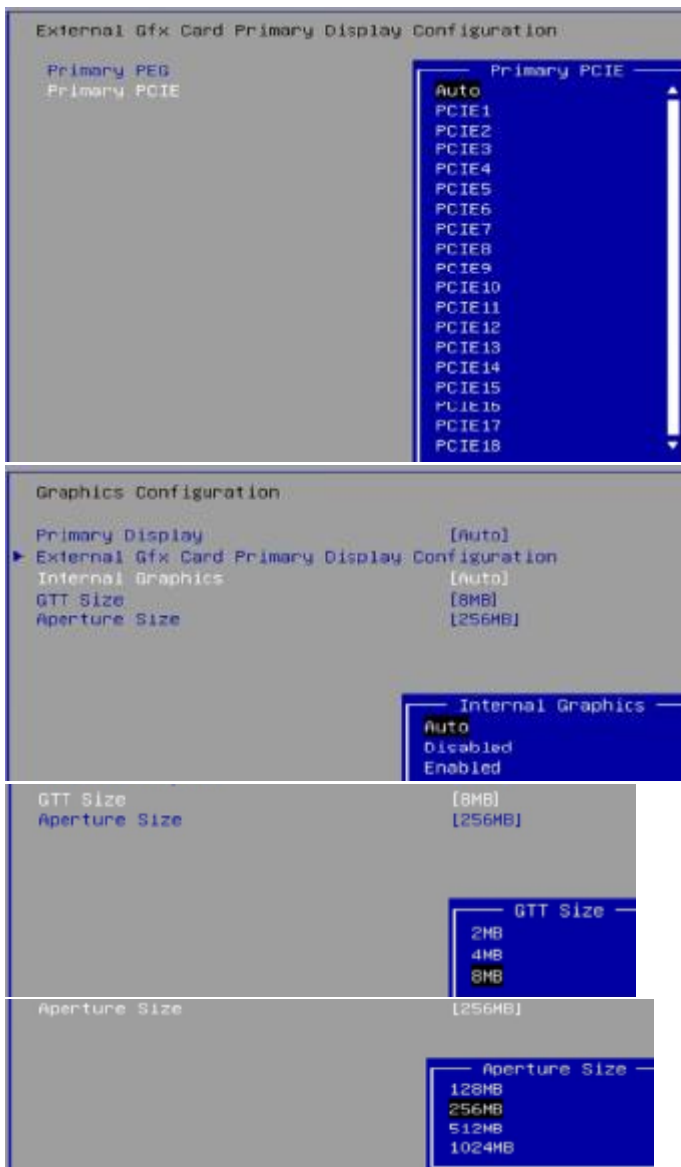 External Gfx Card Primary Display Configuration
Primary PEG
Primary PCIE
Primary PCIE
Auto
PCIE1
PCIE2
PCIE3
PCIE4
PCIE5
PCIE6
PCIE7
PCIE8
PCIE9
PCIE10
PCIE11
PCIE12
PCIE13
PCIE14
PCIE15
PCIE16
PCIE17
PCIE18
Graphics Configuration
Primary Display [Auto]
External Gfx Card Primary Display Configuration
Internal Graphics [Auto]
GTT Size [8MB]
Aperture Size [256MB]
Internal Graphics
Auto
Disabled
Enabled
GTT Size [8MB]
Aperture Size [256MB]
GTT Size
2MB
4MB
8MB
Aperture Size [256MB]
Aperture Size
128MB
256MB
512MB
1024MB